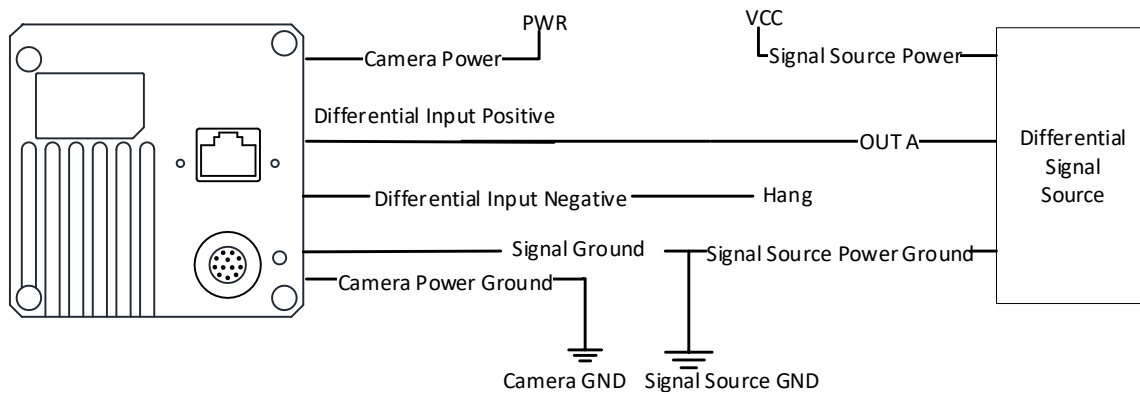 PWR
VCC
Camera Power
Signal Source Power
Differential Input Positive
OUT A
Differential
Signal
Source
Differential Input Negative
Hang
Signal Ground
Signal Source Power Ground
Camera Power Ground
Camera GND
Signal Source GND